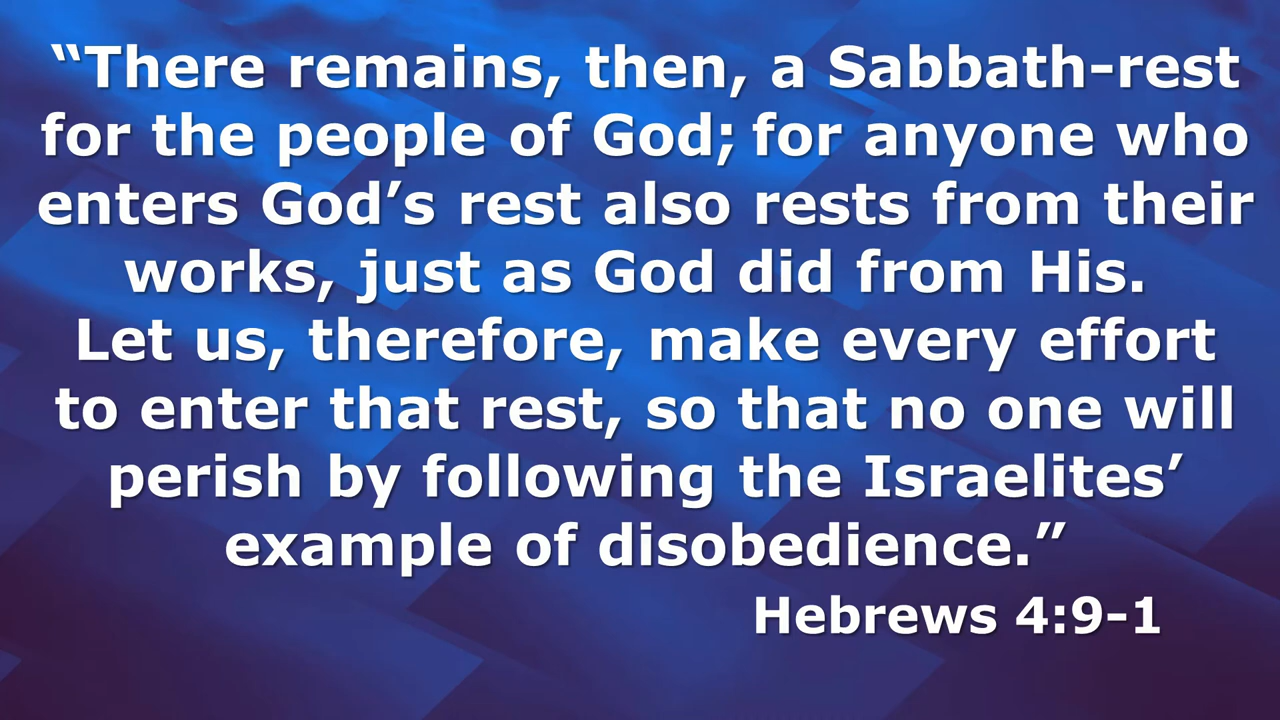 “There remains, then, a Sabbath-rest
for the people of God; for anyone who
enters God’s rest also rests from their
works, just as God did from His.
Let us, therefore, make every effort
to enter that rest, so that no one will
perish by following the Israelites’
example of disobedience.”
Hebrews 4:9-1